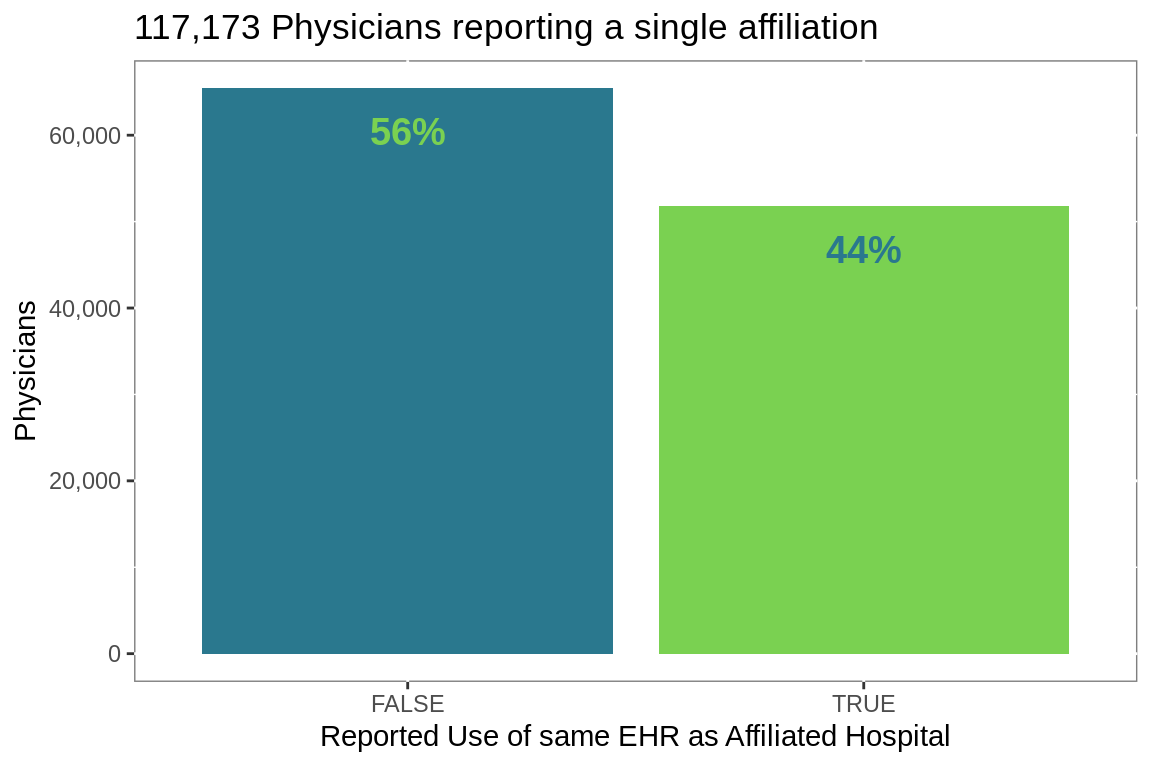 117,173 Physicians reporting a single affiliation
56%
44%
60,000
40,000
20,000
0
Physicians
FALSE
TRUE
Reported Use of same EHR as Affiliated Hospital